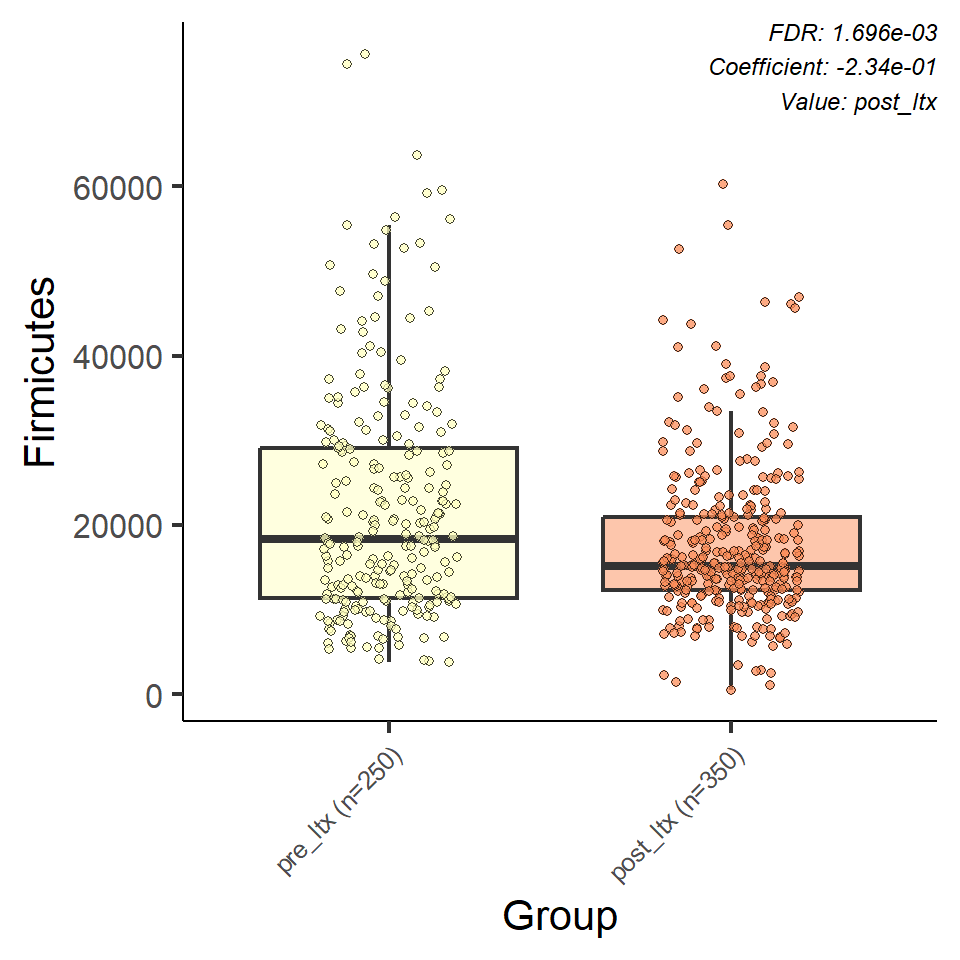 FDR: 1.696e-03
Coefficient: -2.34e-01
Value: post_ltx
Firmicutes
60000
40000
20000
0
pre_ltx (n=250)
post_ltx (n=350)
Group